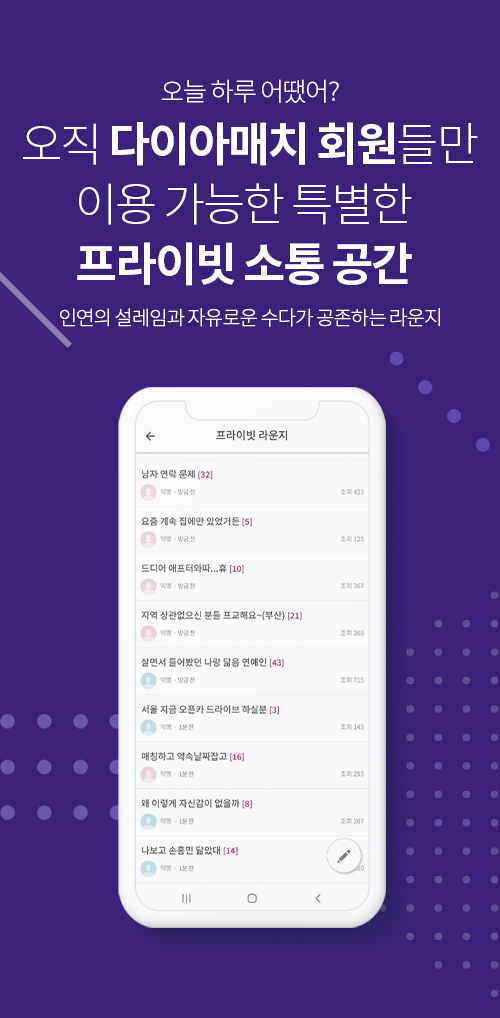 오늘 하루 어땠어?
오직 다이아매치 회원들만
이용 가능한 특별한
프라이빗 소통 공간
인연의 설레임과 자유로운 수다가 공존하는 라운지
프라이빗 라운지
남자 연락 문제 [32]
익명 · 방금전 조회 423
요즘 계속 집에만 있었거든 [5]
익명 · 방금전 조회 125
드디어 애프터와따...휴 [10]
익명 · 방금전 조회 367
지역 상관없으신 분들 프교해요~(부산) [21]
익명 · 방금전 조회 268
살면서 들어봤던 나랑 닮음 연예인 [43]
익명 · 방금전 조회 715
서울 지금 오픈카 드라이브 하실분 [3]
익명 · 1분전 조회 143
매칭하고 약속날짜잡고 [16]
익명 · 1분전 조회 253
왜 이렇게 자신감이 없을까 [8]
익명 · 1분전 조회 207
나보고 손흥민 닮았대 [14]
익명 · 1분전